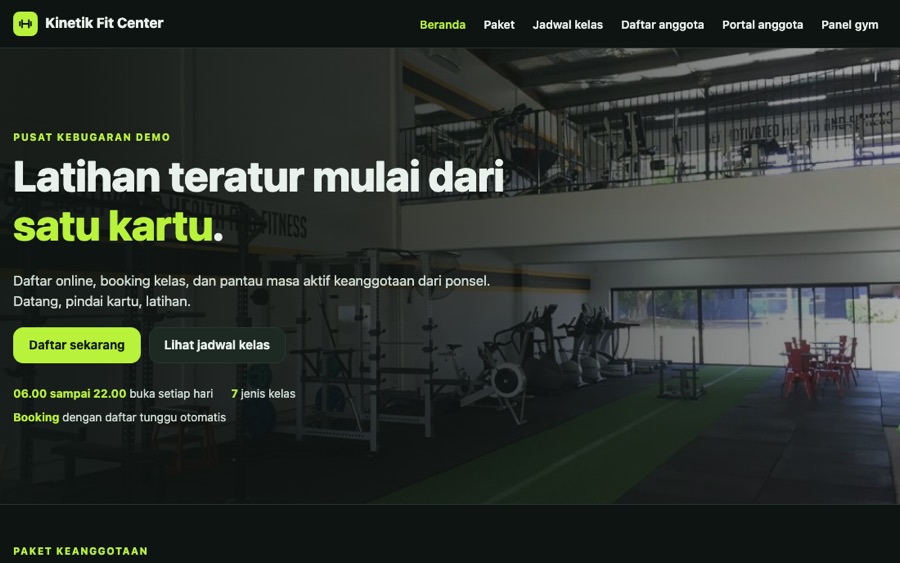 Kinetik Fit Center
Beranda Paket Jadwal kelas Daftar anggota Portal anggota Panel gym
PUSAT KEBUGARAN DEMO
Latihan teratur mulai dari
satu kartu.
HEALTH AND FITNESS
Daftar online, booking kelas, dan pantau masa aktif keanggotaan dari ponsel.
Datang, pindai kartu, latihan.
Daftar sekarang Lihat jadwal kelas
06.00 sampai 22.00 buka setiap hari 7 jenis kelas
Booking dengan daftar tunggu otomatis
PAKET KEANGGOTAAN